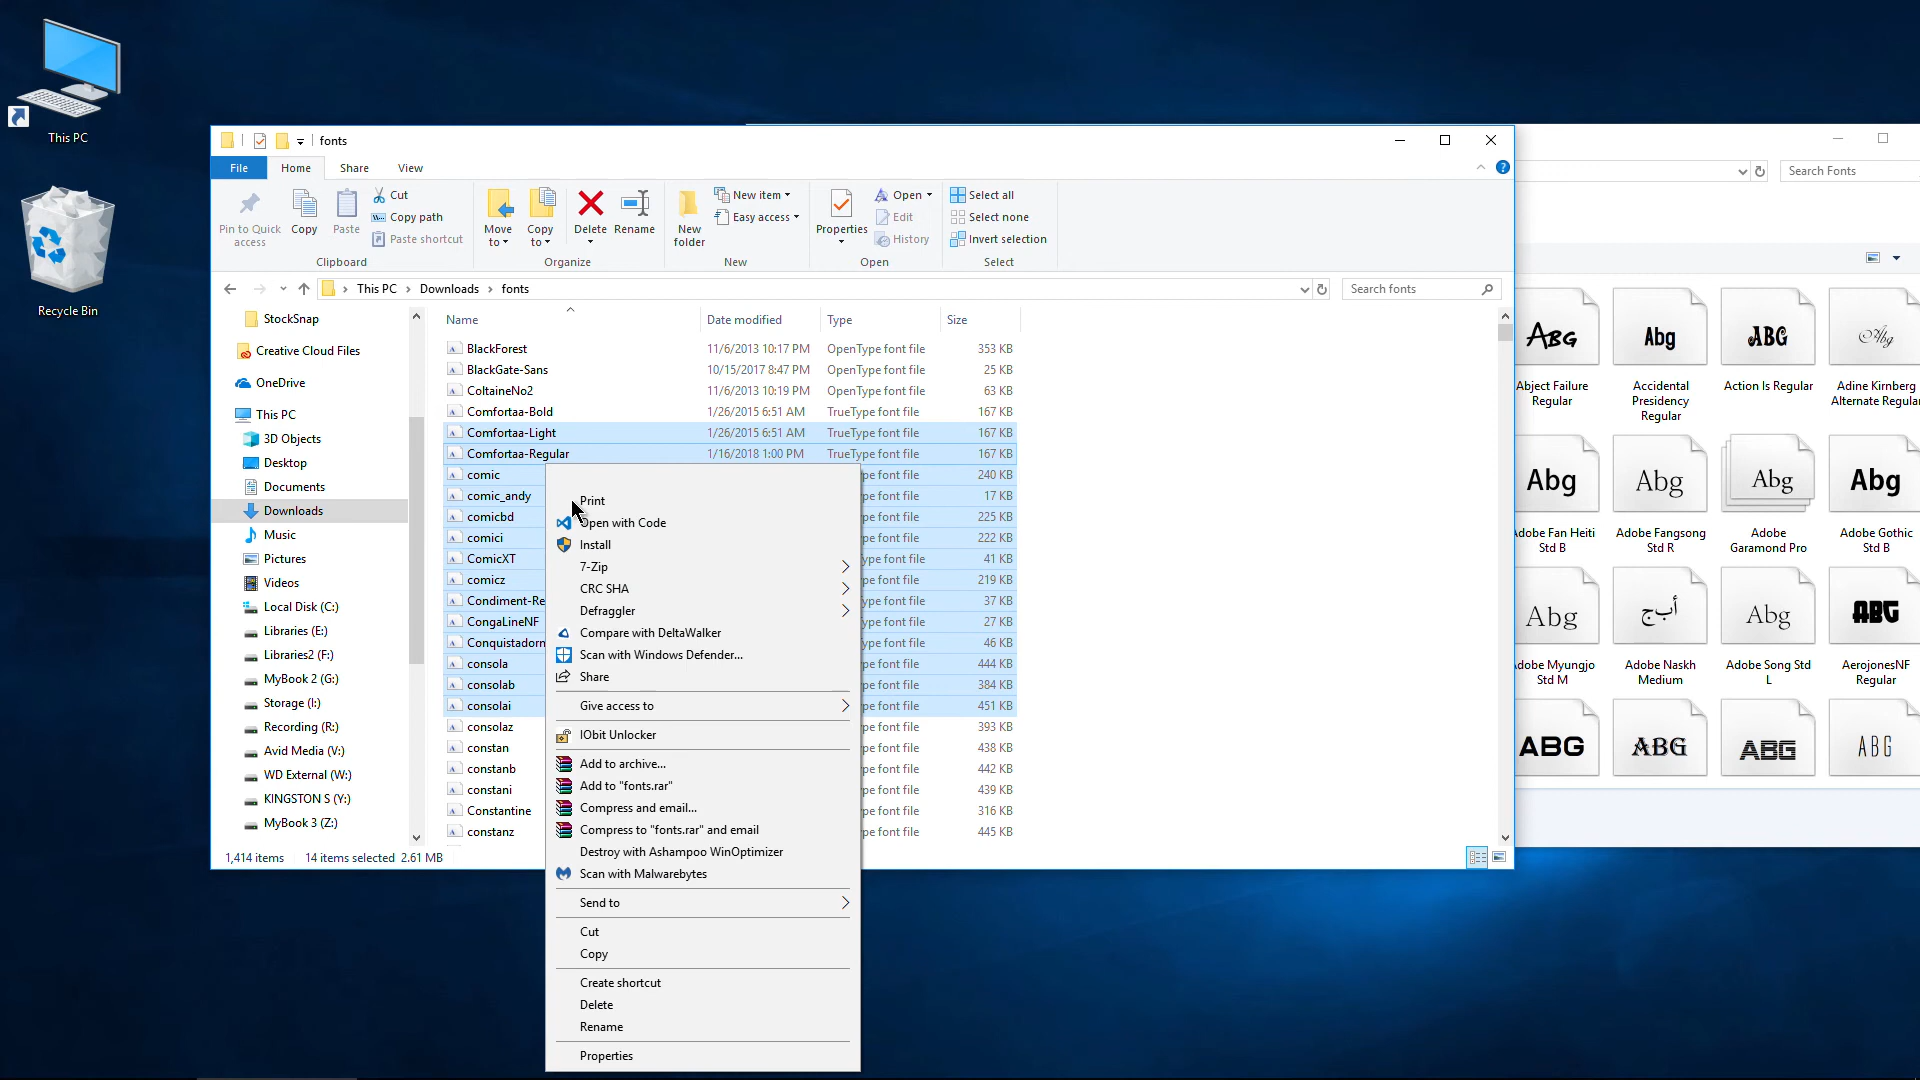 This PC
Recycle Bin
fonts
File
Home
Share
View
Pin to Quick access
Copy
Paste
Cut
Copy path
Paste shortcut
Clipboard
Move to
Copy to
Delete
Rename
Organize
New folder
New item
Easy access
New
Properties
Open
Edit
History
Open
Select all
Select none
Invert selection
Select
This PC > Downloads > fonts
Search fonts
StockSnap
Creative Cloud Files
OneDrive
This PC
3D Objects
Desktop
Documents
Downloads
Music
Pictures
Videos
Local Disk (C:)
Libraries (E:)
Libraries2 (F:)
MyBook 2 (G:)
Storage (I:)
Recording (R:)
Avid Media (V:)
WD External (W:)
KINGSTON S (Y:)
MyBook 3 (Z:)
Name Date modified Type Size
BlackForest 11/6/2013 10:17 PM OpenType font file 353 KB
BlackGate-Sans 10/15/2017 8:47 PM OpenType font file 25 KB
ColtaineNo2 11/6/2013 10:19 PM OpenType font file 63 KB
Comfortaa-Bold 1/26/2015 6:51 AM TrueType font file 167 KB
Comfortaa-Light 1/26/2015 6:51 AM TrueType font file 167 KB
Comfortaa-Regular 1/16/2018 1:00 PM TrueType font file 167 KB
comic ype font file 240 KB
comic_andy ype font file 17 KB
comicbd ype font file 225 KB
comici ype font file 222 KB
ComicXT ype font file 41 KB
comicz ype font file 219 KB
Condiment-Re ype font file 37 KB
CongaLineNF ype font file 27 KB
Conquistadorn ype font file 46 KB
consola ype font file 444 KB
consolab ype font file 384 KB
consolai ype font file 451 KB
consolaz ype font file 393 KB
constan ype font file 438 KB
constanb ype font file 442 KB
constani ype font file 439 KB
Constantine ype font file 316 KB
constanz ype font file 445 KB
1,414 items 14 items selected 2.61 MB
Print
Open with Code
Install
7-Zip
CRC SHA
Defraggler
Compare with DeltaWalker
Scan with Windows Defender...
Share
Give access to
IObit Unlocker
Add to archive...
Add to "fonts.rar"
Compress and email...
Compress to "fonts.rar" and email
Destroy with Ashampoo WinOptimizer
Scan with Malwarebytes
Send to
Cut
Copy
Create shortcut
Delete
Rename
Properties
Search Fonts
Abg Abg ABG Abg
Abject Failure Regular
Accidental Presidency Regular
Action Is Regular
Adine Kirnberg Alternate Regular
Abg Abg Abg Abg
Adobe Fan Heiti Std B
Adobe Fangsong Std R
Adobe Garamond Pro
Adobe Gothic Std B
Abg أب‌ج Abg ABG
Adobe Myungjo Std M
Adobe Naskh Medium
Adobe Song Std L
AerojonesNF Regular
ABG ABG ABG ABG